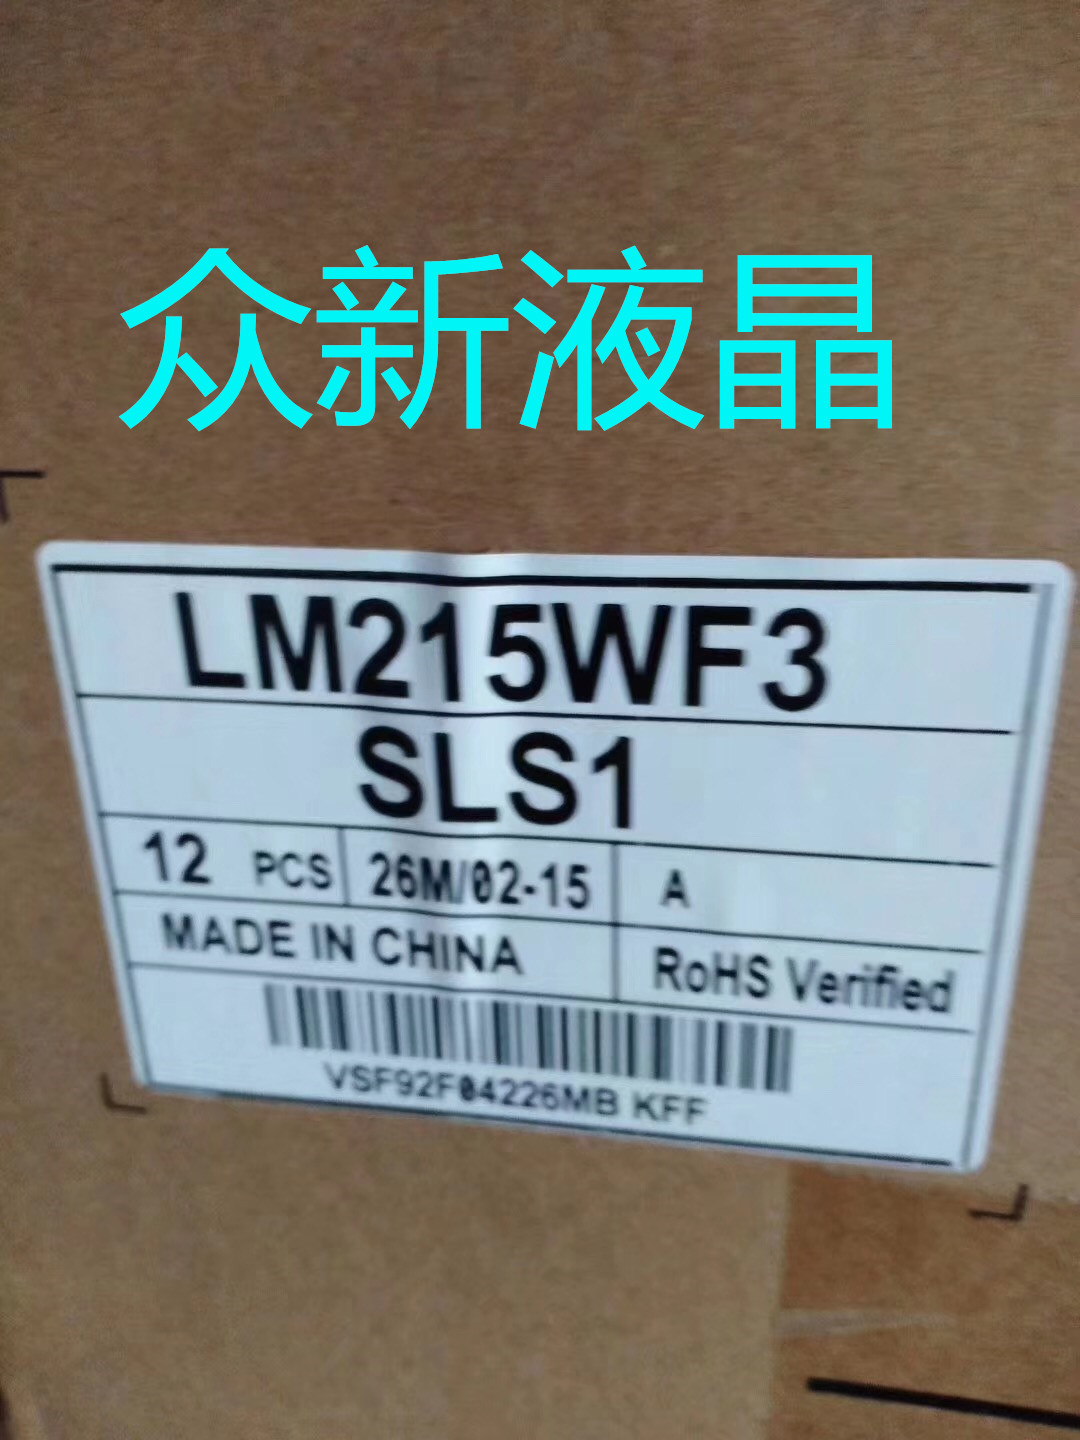 众新液晶
LM215WF3
SLS1
12 PCS 26M/02-15 A
MADE IN CHINA RoHS Verified
VSF92F04226MB KFF